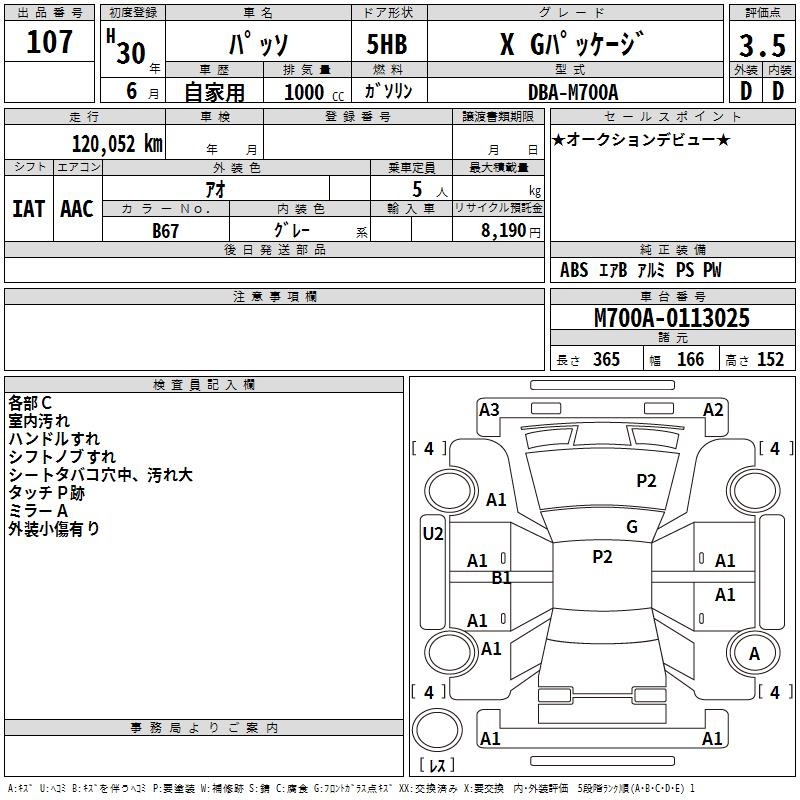 出品番号 初度登録 車名 ドア形状 グレード 評価点
107 H30年 ﾊﾟｯｿ 5HB X Gﾊﾟｯｹｰｼﾞ 3.5
車歴 排気量 燃料 型式 外装 内装
6月 自家用 1000 CC ｶﾞｿﾘﾝ DBA-M700A D D
走行 車検 登録番号 譲渡書類期限 セールスポイント
120,052 km 年 月 月 日 ★オークションデビュー★
シフト エアコン 外装色 乗車定員 最大積載量
IAT AAC ｱｵ 5人 kg
カラーNo. 内装色 輸入車 リサイクル預託金
B67 ｸﾞﾚｰ 系 8,190円
後日発送部品 純正装備
ABS ｴｱB ｱﾙﾐ PS PW
注意事項欄 車台番号
M700A-0113025
諸元
長さ 365 幅 166 高さ 152
検査員記入欄
各部C
室内汚れ
ハンドルすれ
シフトノブすれ
シートタバコ穴中、汚れ大
タッチP跡
ミラーA
外装小傷有り
A3 A2
[ 4 ] [ 4 ]
P2
A1
G
U2
P2
A1 A1
B1
A1
A1
A1
A
[ 4 ] [ 4 ]
A1 A1
[ ﾚｽ ]
事務局よりご案内
A:ｷｽﾞ U:ﾍｺﾐ B:ｷｽﾞを伴うﾍｺﾐ P:要塗装 W:補修跡 S:錆 C:腐食 G:ﾌﾛﾝﾄｶﾞﾗｽ点ｷｽﾞ XX:交換済み X:要交換 内･外装評価 5段階ﾗﾝｸ順(A･B･C･D･E) 1